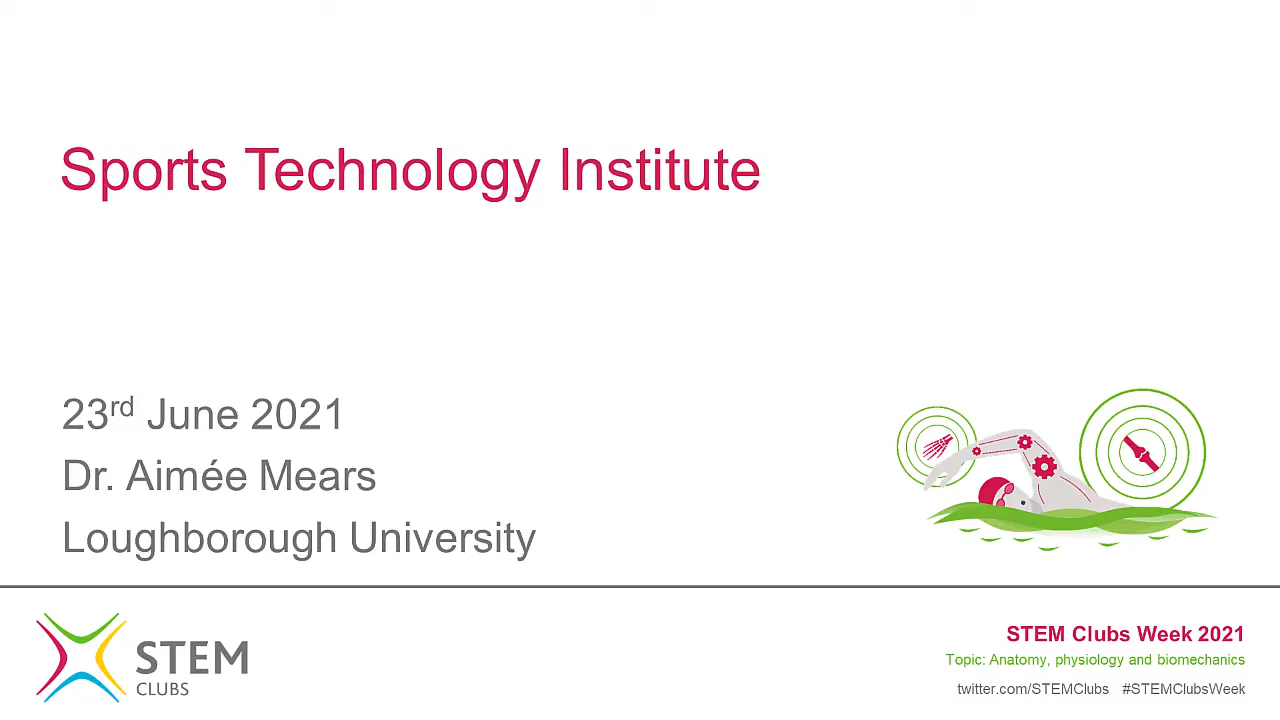 Sports Technology Institute
23rd June 2021
Dr. Aimée Mears
Loughborough University
STEM
CLUBS
STEM Clubs Week 2021
Topic: Anatomy, physiology and biomechanics
twitter.com/STEMClubs #STEMClubsWeek